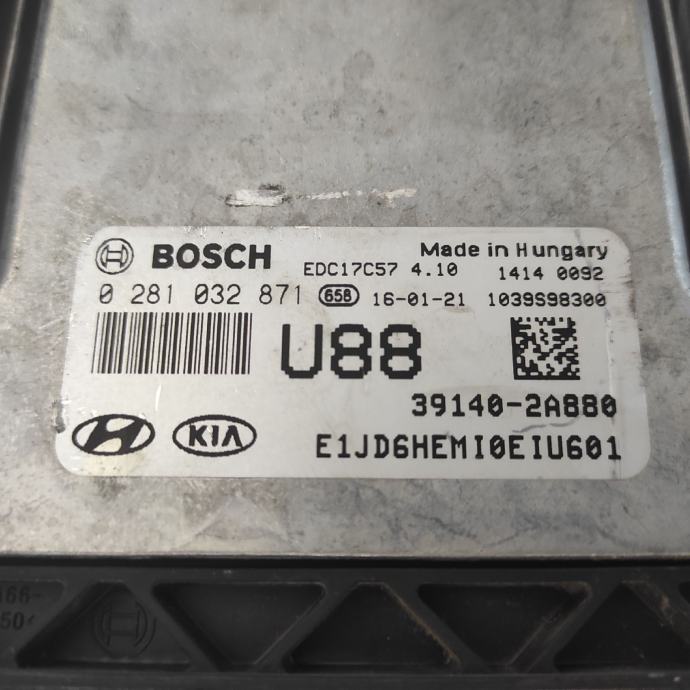 BOSCH
EDC17C57 4.10
Made in Hungary
1414 0092
0 281 032 871 658 16-01-21 1039S98300
U88
39140-2A880
KIA
E1JD6HEMI0EIU601